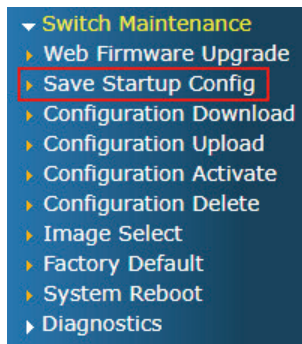 Switch Maintenance
Web Firmware Upgrade
Save Startup Config
Configuration Download
Configuration Upload
Configuration Activate
Configuration Delete
Image Select
Factory Default
System Reboot
Diagnostics